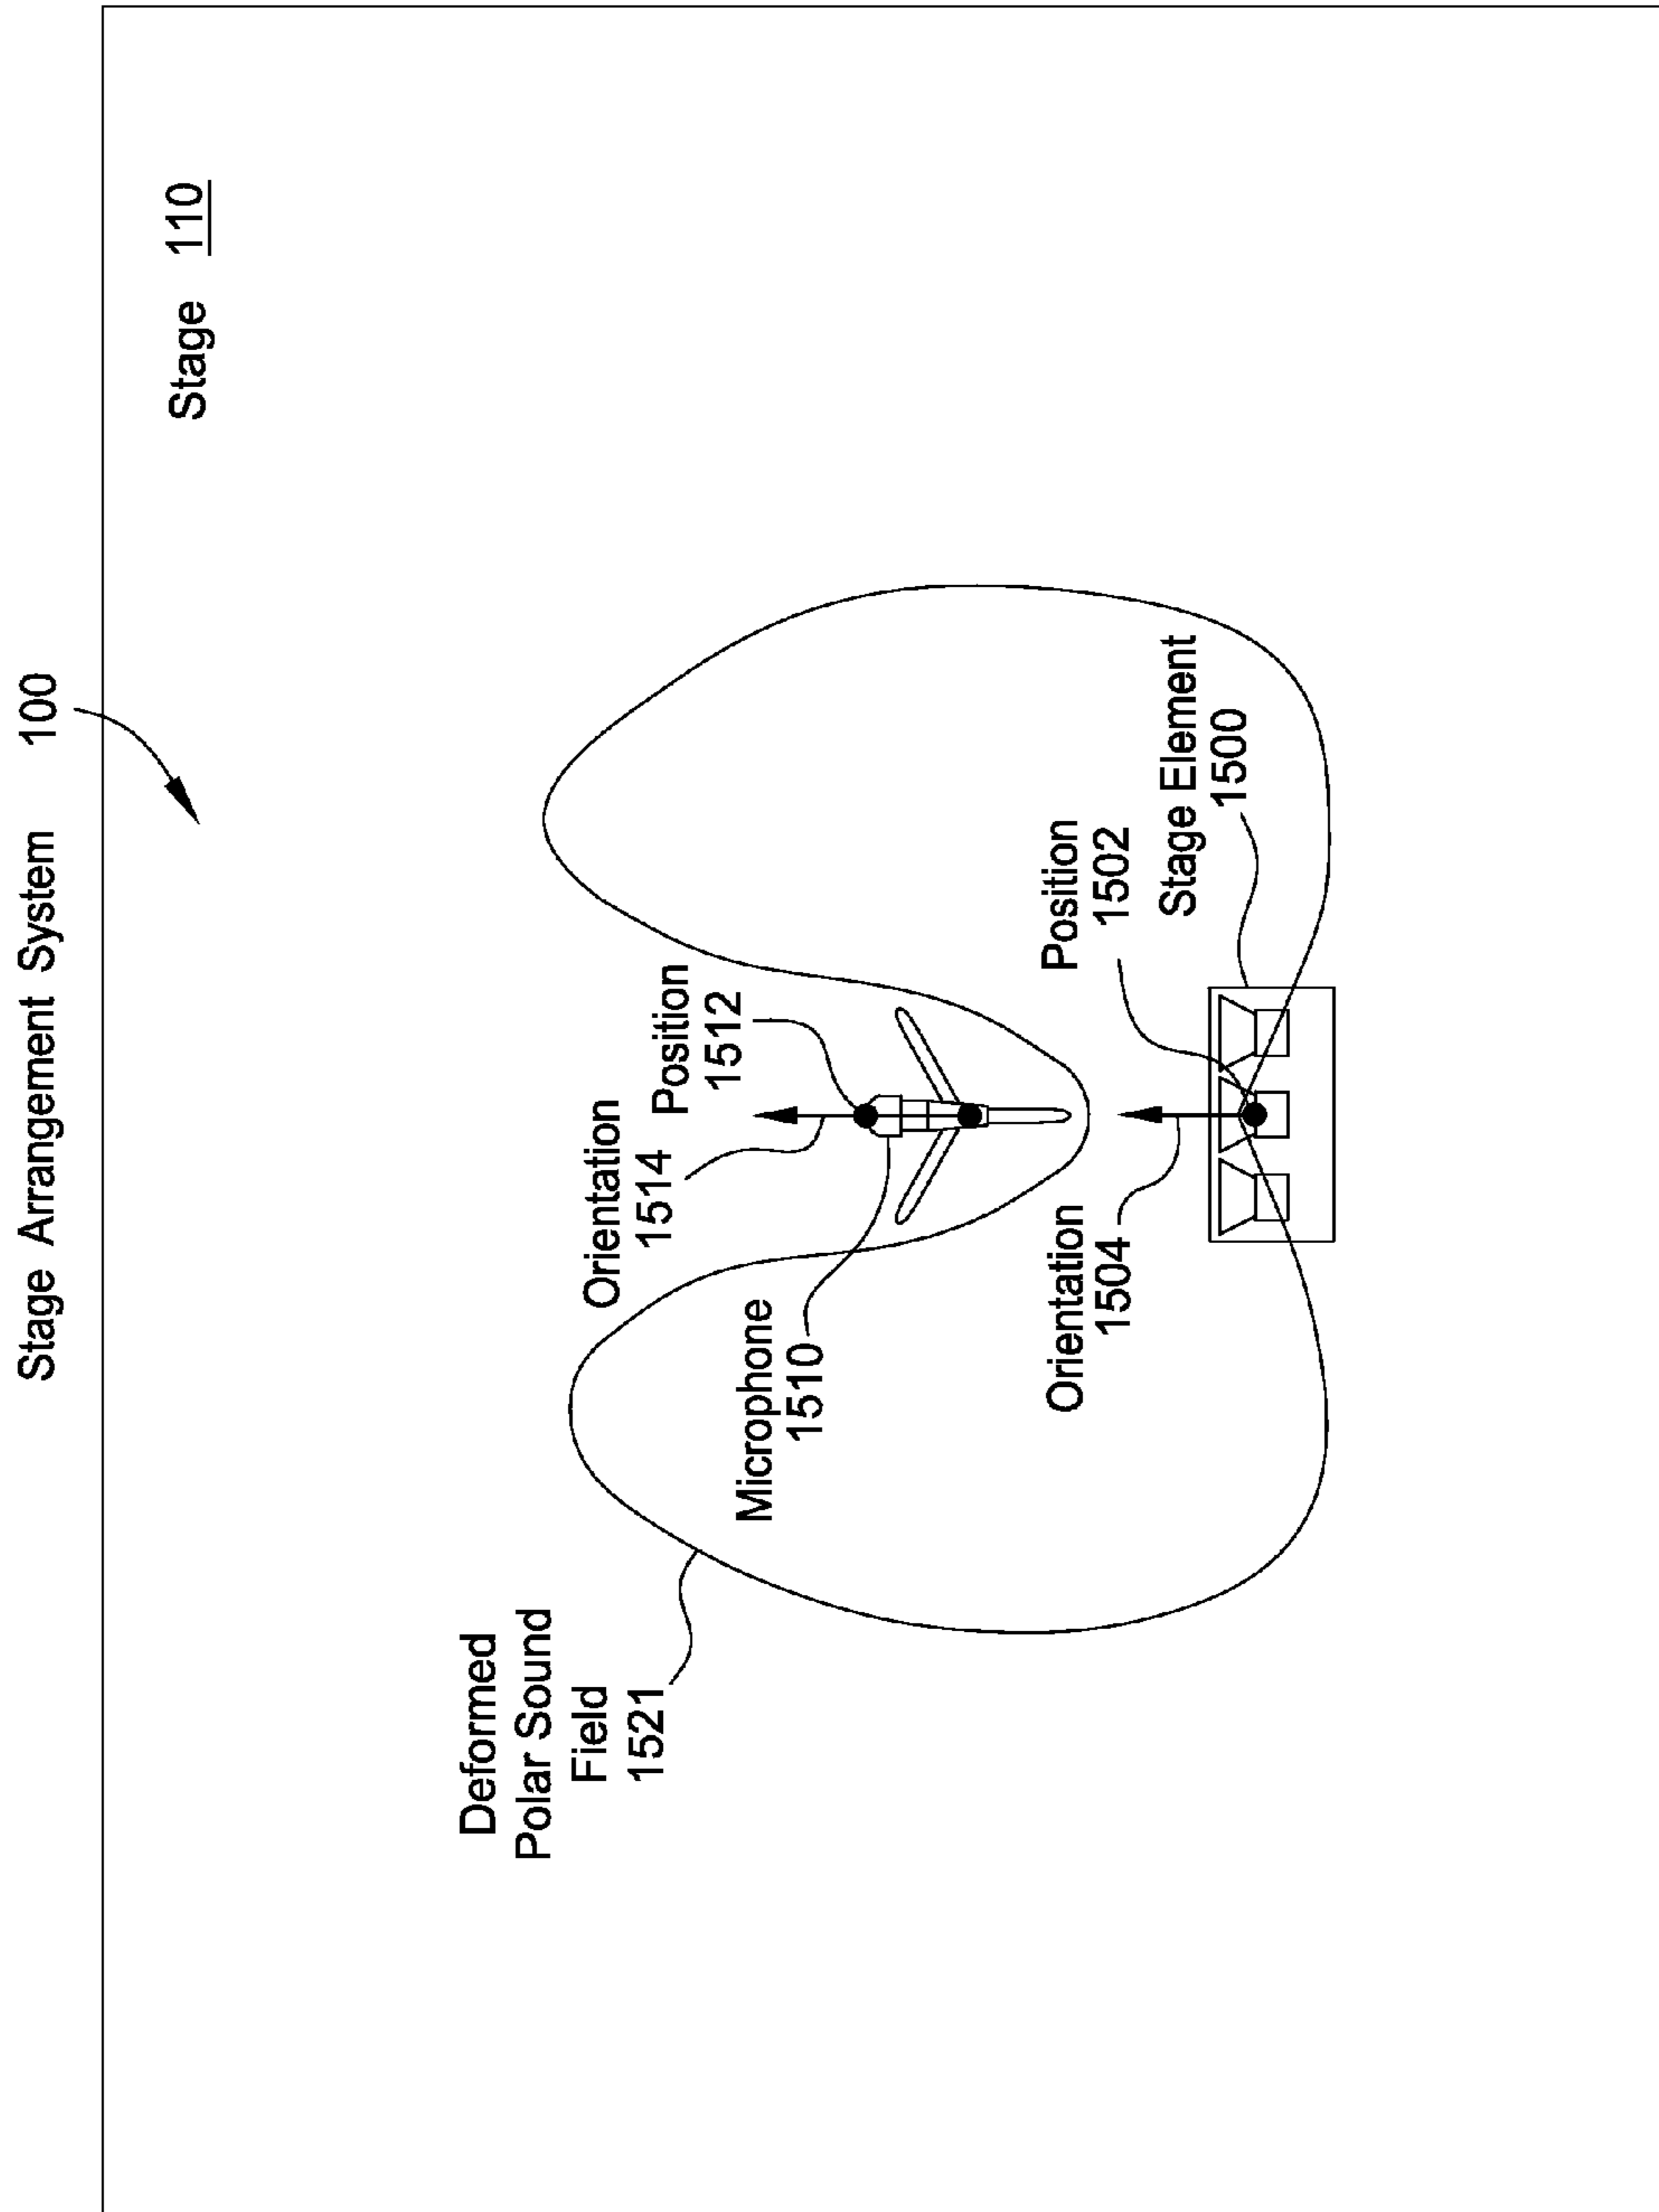 Stage Arrangement System 100
Stage 110
Deformed
Polar Sound
Field
1521
Orientation
1514
Position
1512
Microphone
1510
Orientation
1504
Position
1502
Stage Element
1500